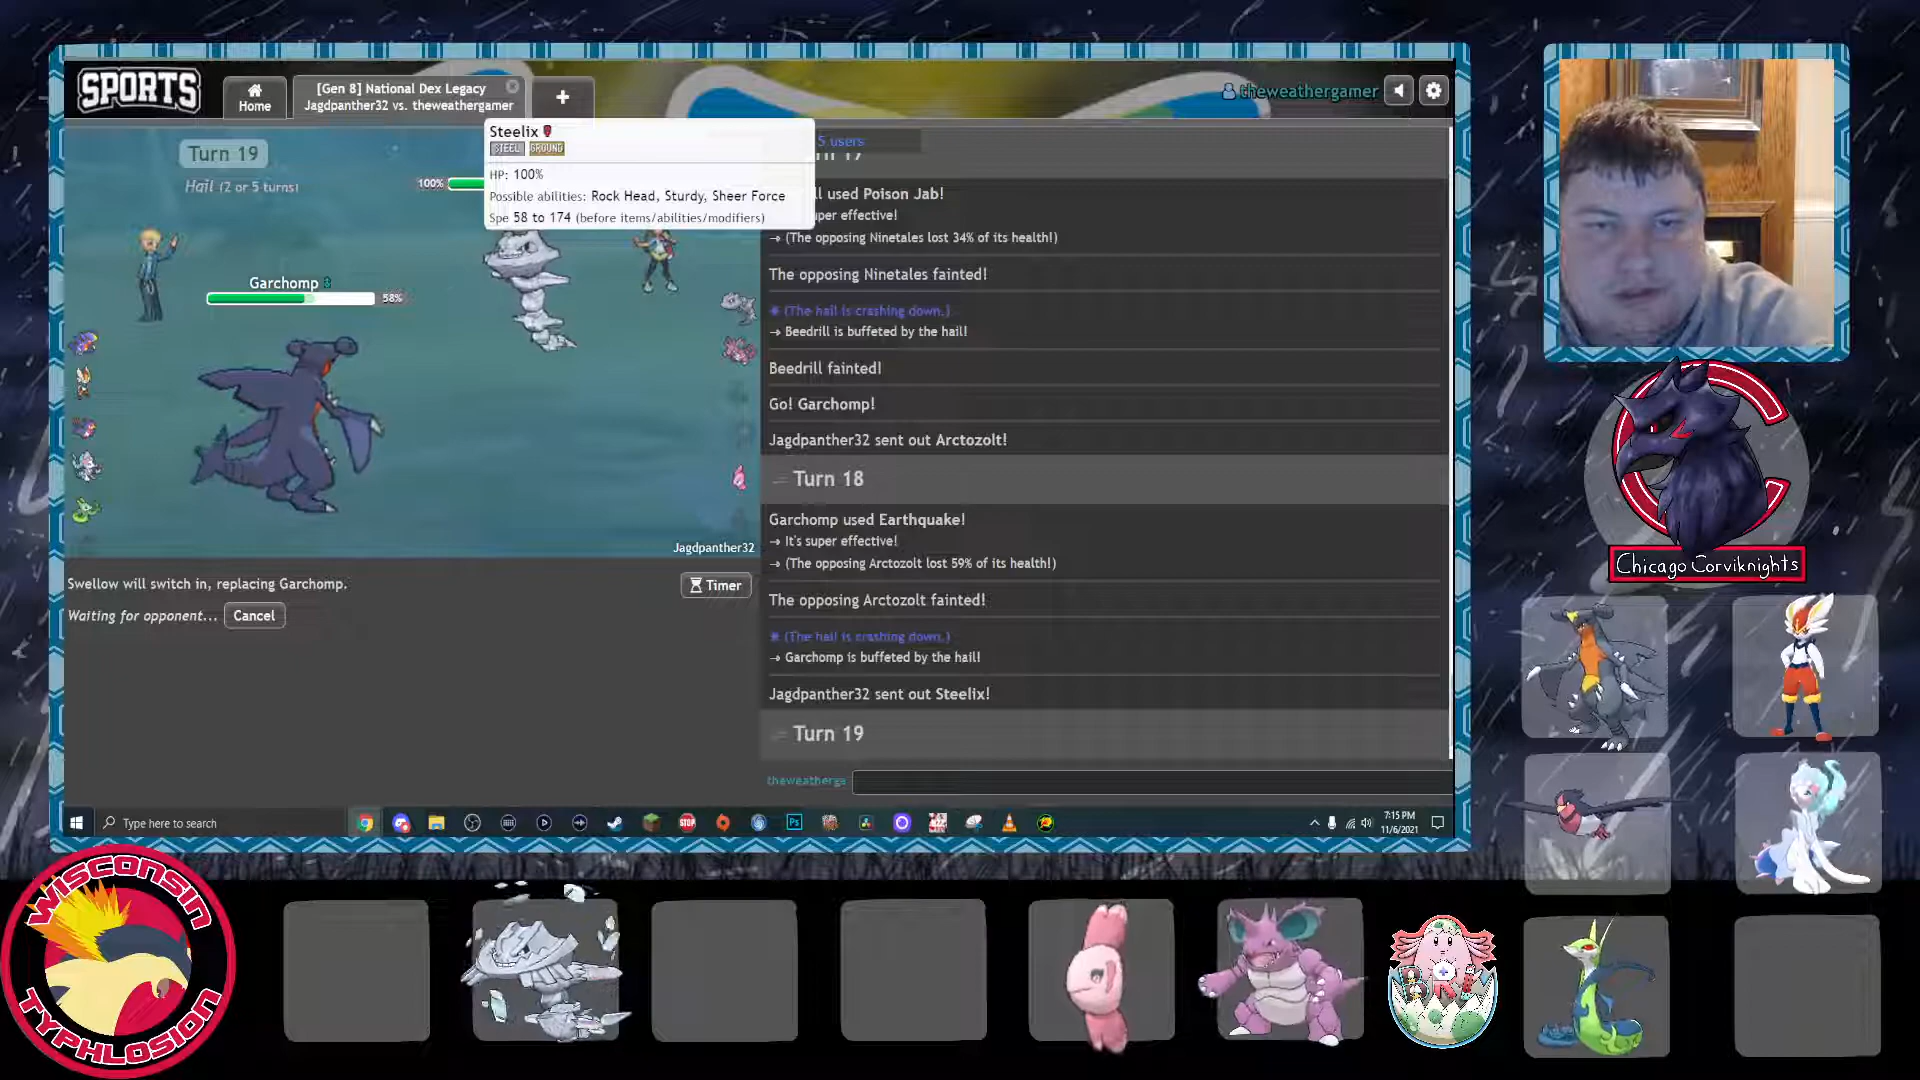 SPORTS
Home
[Gen 8] National Dex Legacy
Jagdpanther32 vs. theweathergamer
+
theweathergamer
Turn 19
Hail (2 or 5 turns)
100%
Steelix
STEEL GROUND
HP: 100%
Possible abilities: Rock Head, Sturdy, Sheer Force
Spe 58 to 174 (before items/abilities/modifiers)
Garchomp
58%
Jagdpanther32
Swellow will switch in, replacing Garchomp.
Timer
Waiting for opponent...
Cancel
5 users
used Poison Jab!
(The opposing Ninetales lost 34% of its health!)
The opposing Ninetales fainted!
(The hail is crashing down.)
→ Beedrill is buffeted by the hail!
Beedrill fainted!
Go! Garchomp!
Jagdpanther32 sent out Arctozolt!
Turn 18
Garchomp used Earthquake!
→ It's super effective!
→ (The opposing Arctozolt lost 59% of its health!)
The opposing Arctozolt fainted!
(The hail is crashing down.)
→ Garchomp is buffeted by the hail!
Jagdpanther32 sent out Steelix!
Turn 19
theweatherga
Type here to search
STOP
Ps
7:15 PM
11/6/2021
Chicago Corviknights
WISCONSIN
TYPHLOSION